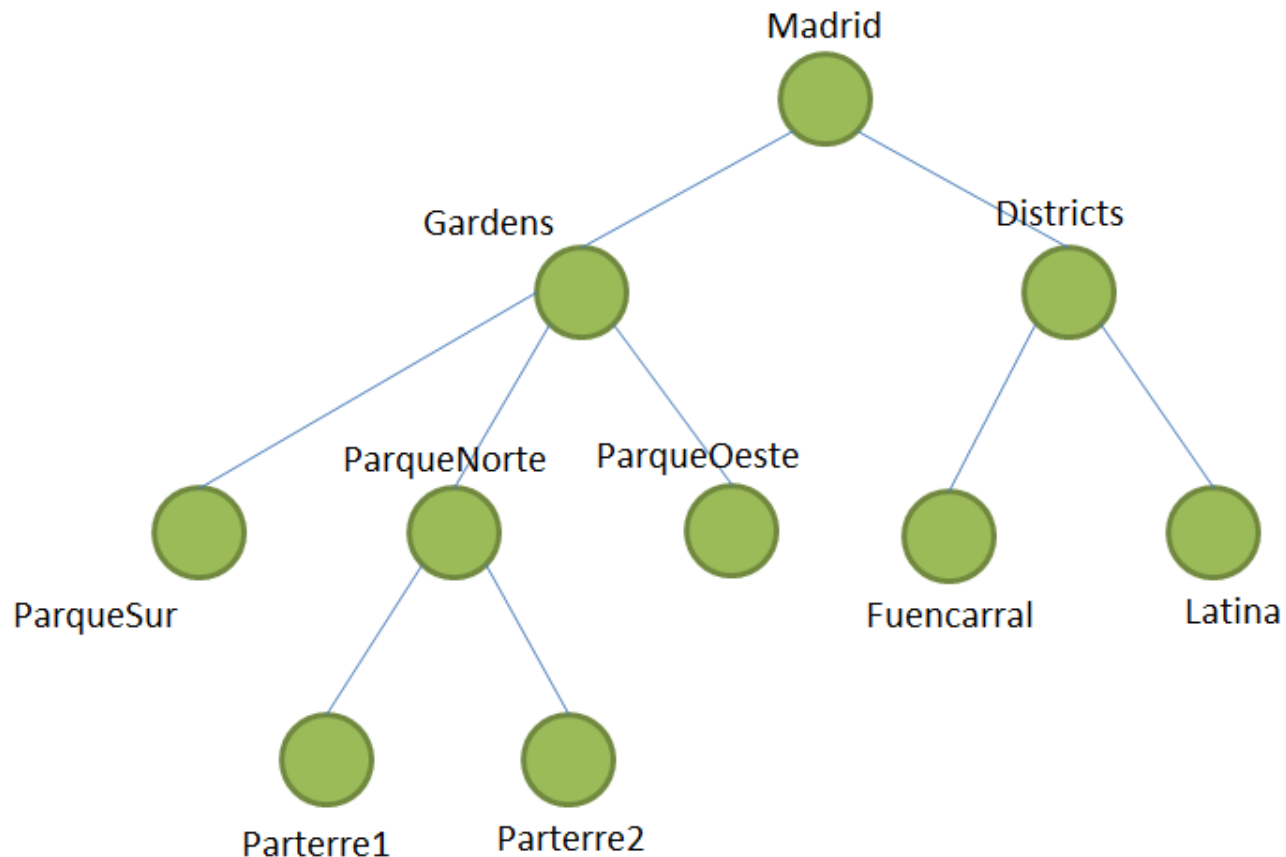 Madrid
Gardens
Districts
ParqueNorte
ParqueOeste
ParqueSur
Fuencarral
Latina
Parterre1
Parterre2